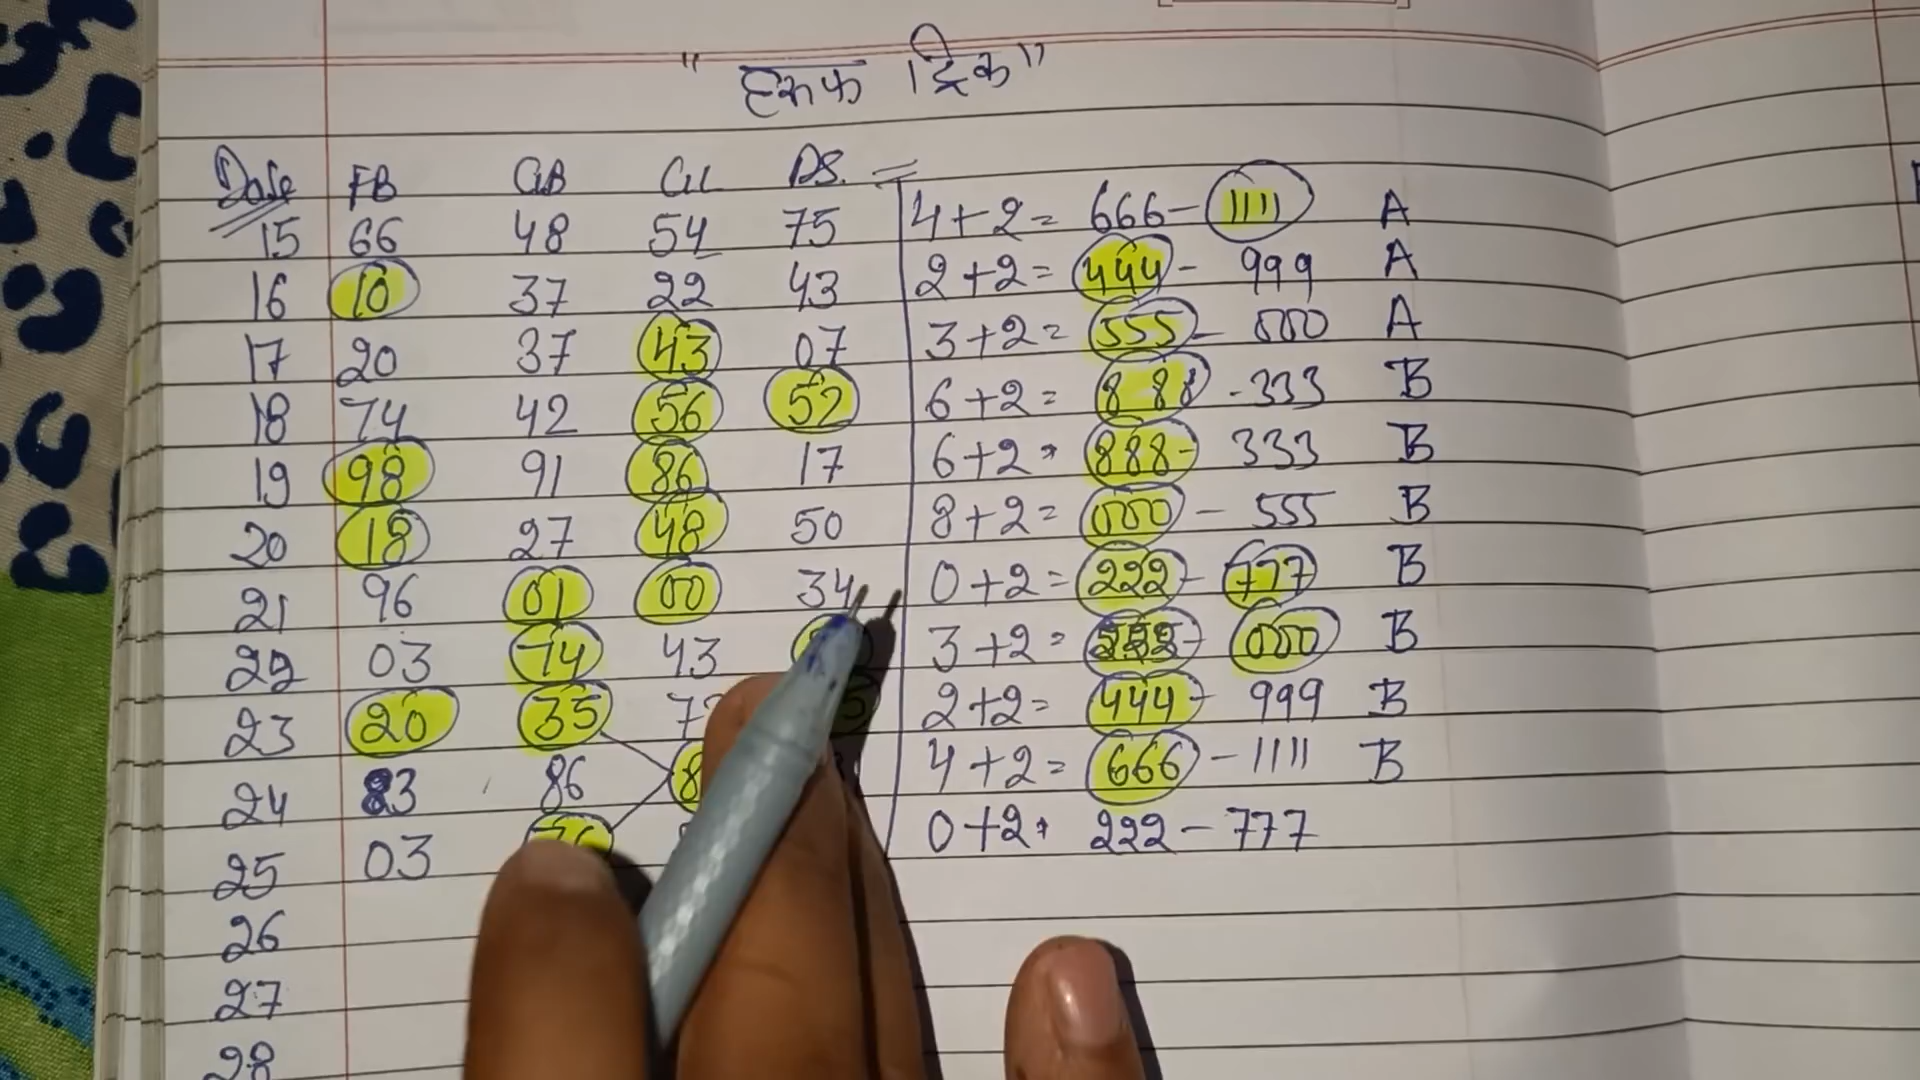 " हरूफ ट्रिक "
Date FB GB GL DS. =
15 66 48 54 75 4+2= 666- 1111 A
16 10 37 22 43 2+2= 444 - 999 A
17 20 37 43 07 3+2= 555 - 000 A
18 74 42 56 52 6+2= 888 - 333 B
19 98 91 86 17 6+2= 888- 333 B
20 18 27 48 50 8+2= 000 - 555 B
21 96 01 00 34 0+2= 222 - 777 B
22 03 74 43 3+2= - 000 B
23 20 35 2+2= 444 - 999 B
24 83 86 4+2= 666 - 1111 B
25 03 0+2= 222 - 777
26
27
28